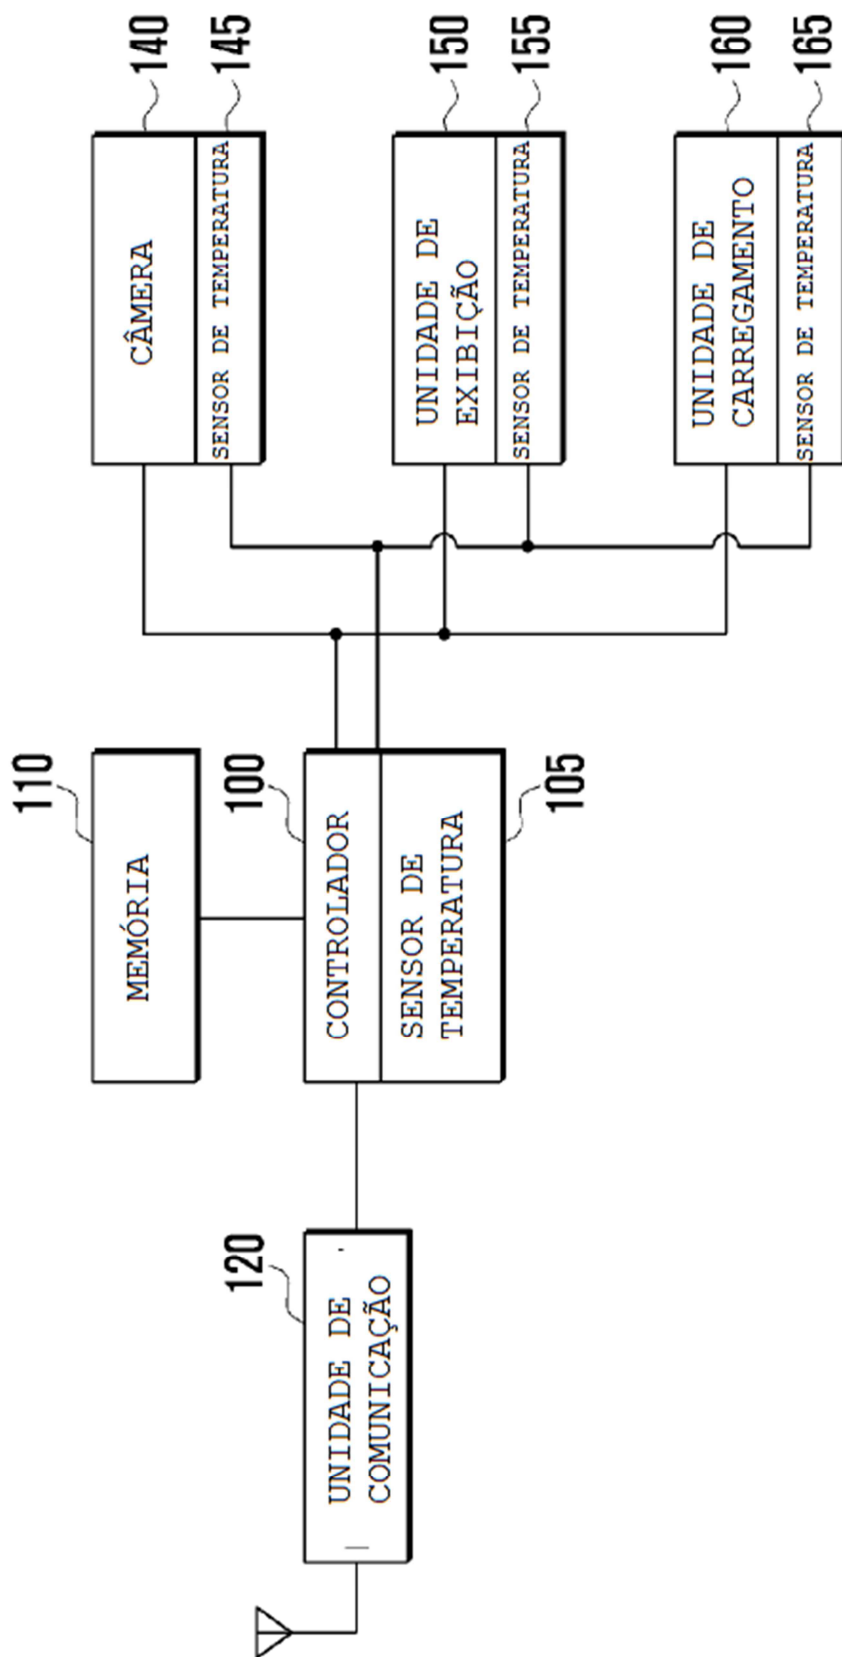 140
CÂMERA
145
SENSOR DE TEMPERATURA
150
UNIDADE DE
EXIBIÇÃO
155
SENSOR DE TEMPERATURA
160
UNIDADE DE
CARREGAMENTO
165
SENSOR DE TEMPERATURA
110
MEMÓRIA
100
CONTROLADOR
105
SENSOR DE
TEMPERATURA
120
UNIDADE DE
COMUNICAÇÃO